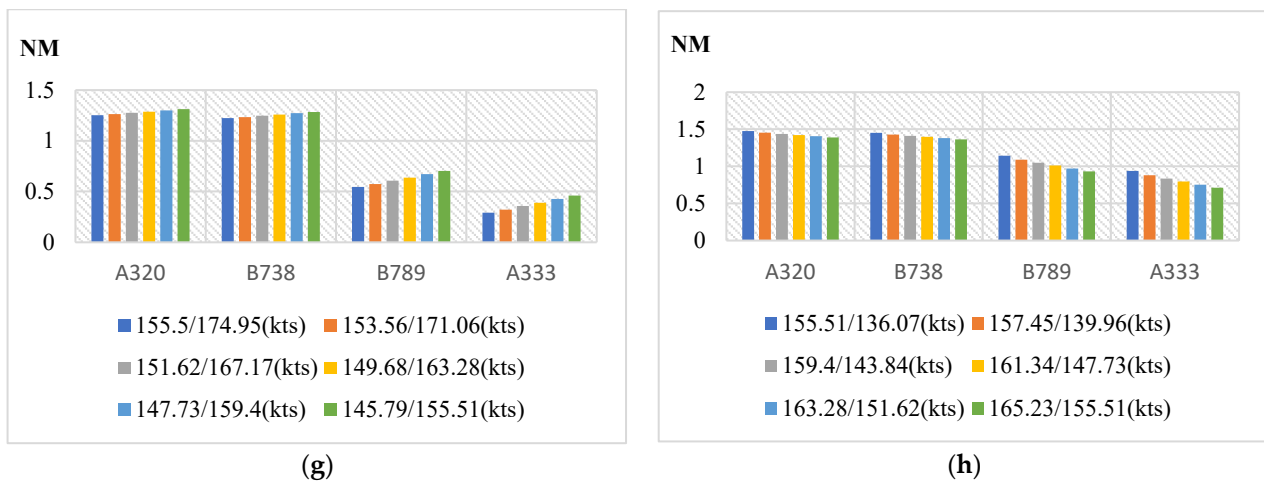 NM
1.5
1
0.5
0
A320 B738 B789 A333
155.5/174.95(kts) 153.56/171.06(kts)
151.62/167.17(kts) 149.68/163.28(kts)
147.73/159.4(kts) 145.79/155.51(kts)
(g)
NM
2
1.5
1
0.5
0
A320 B738 B789 A333
155.51/136.07(kts) 157.45/139.96(kts)
159.4/143.84(kts) 161.34/147.73(kts)
163.28/151.62(kts) 165.23/155.51(kts)
(h)